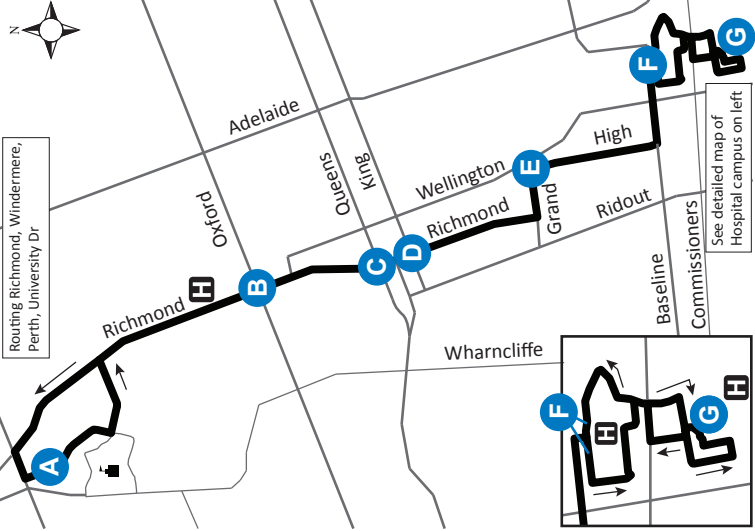 N
Routing Richmond, Windermere,
Perth, University Dr
Adelaide
Oxford
Queens
King
Wellington
Richmond
H
B
C
D
Richmond
E
High
Grand
Ridout
F
G
A
Wharncliffe
Baseline
Commissioners
See detailed map of
Hospital campus on left
F
H
G
H